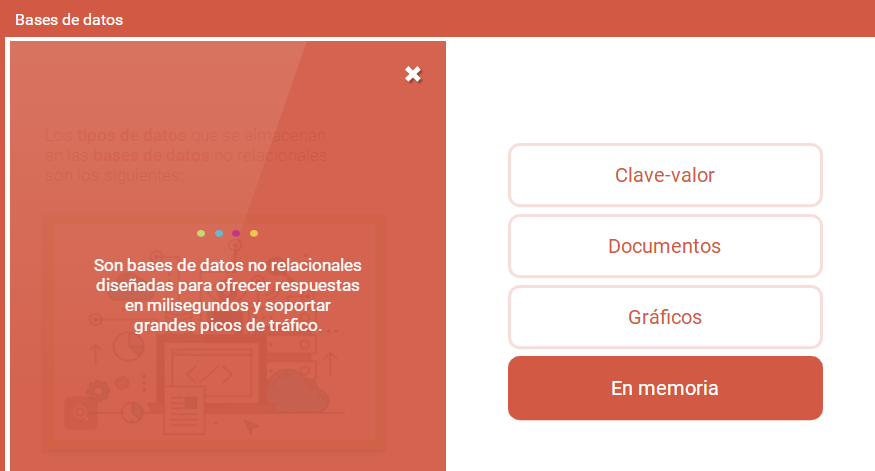 Bases de datos
Los tipos de datos que se almacenan
en las bases de datos no relacionales
son los siguientes:
Son bases de datos no relacionales
diseñadas para ofrecer respuestas
en milisegundos y soportar
grandes picos de tráfico.
Clave-valor
Documentos
Gráficos
En memoria